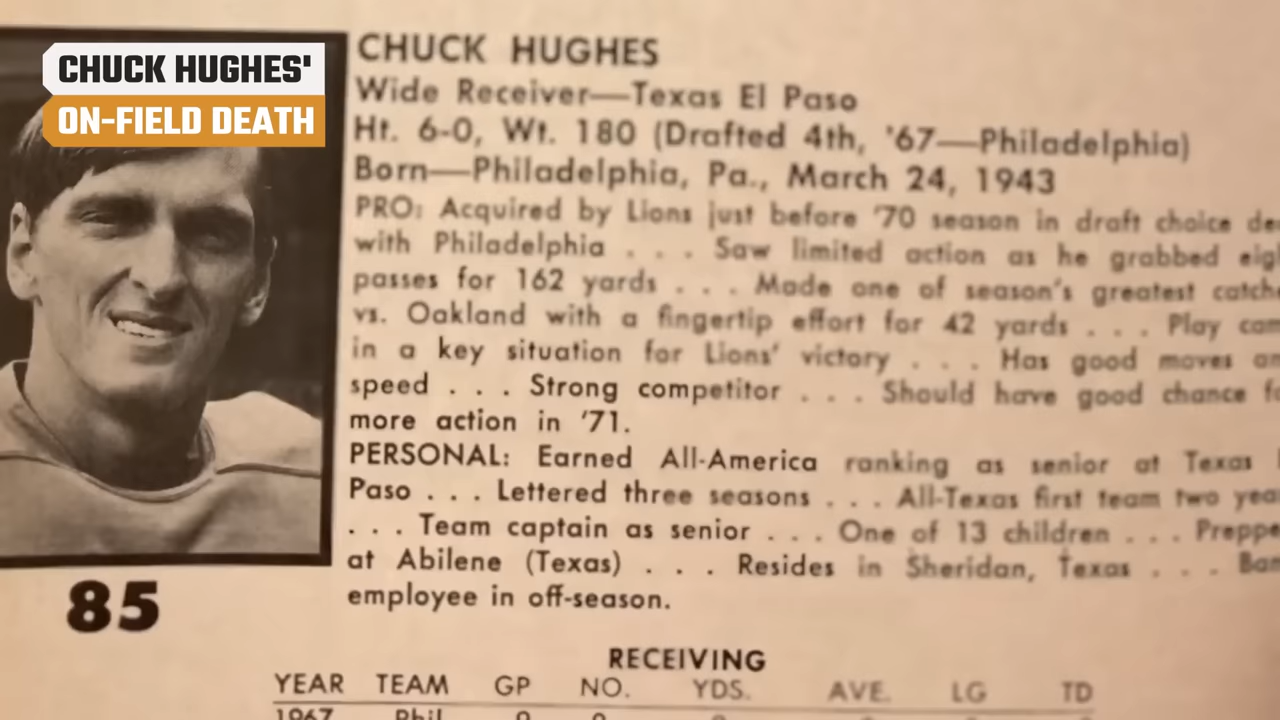 CHUCK HUGHES'
ON-FIELD DEATH
CHUCK HUGHES
Wide Receiver—Texas El Paso
Ht. 6-0, Wt. 180 (Drafted 4th, '67—Philadelphia)
Born—Philadelphia, Pa., March 24, 1943
PRO: Acquired by Lions just before '70 season in draft choice
with Philadelphia . . . Saw limited action as he grabbed
passes for 162 yards . . . Made one of season's greatest
vs. Oakland with a fingertip effort for 42 yards . . . Play
in a key situation for Lions' victory . . . Has good moves
speed . . . Strong competitor . . . Should have good chance
more action in '71.
PERSONAL: Earned All-America ranking as senior at Texas
Paso . . . Lettered three seasons . . . All-Texas first team two
. . . Team captain as senior . . . One of 13 children . . .
at Abilene (Texas) . . . Resides in Sheridan, Texas . . .
employee in off-season.
85
RECEIVING
YEAR TEAM GP NO. YDS. AVE. LG TD
1967 Phil